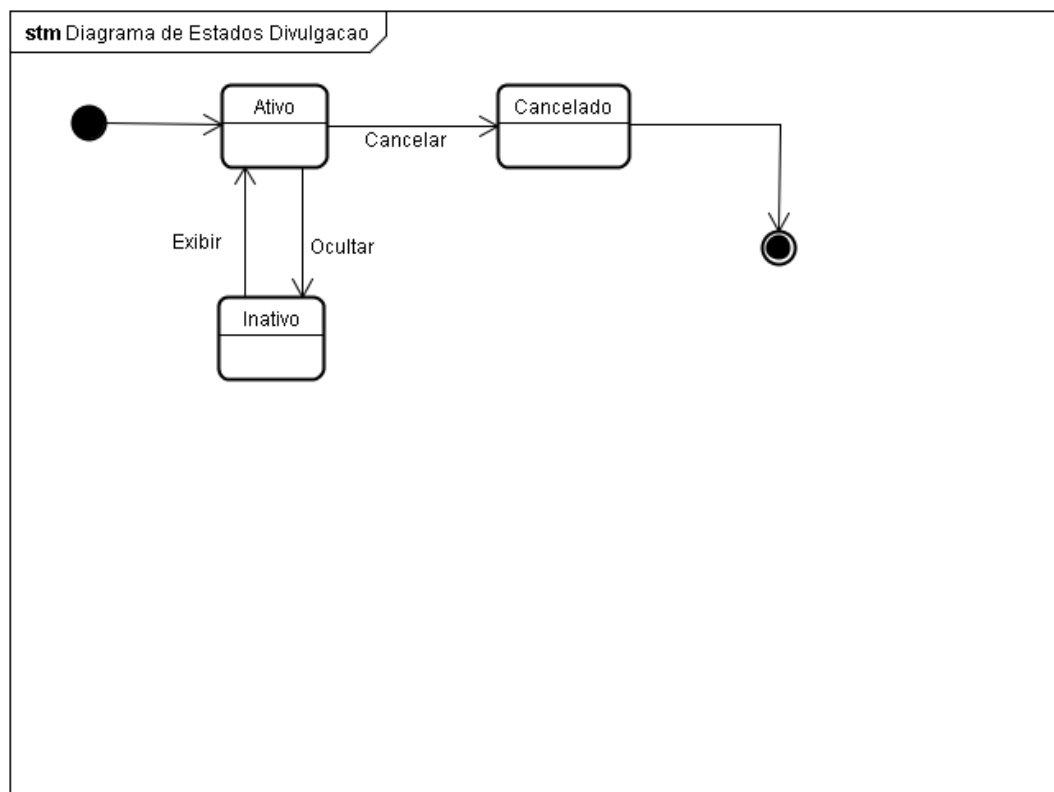 stm Diagrama de Estados Divulgacao
Ativo
Cancelado
Cancelar
Exibir
Ocultar
Inativo